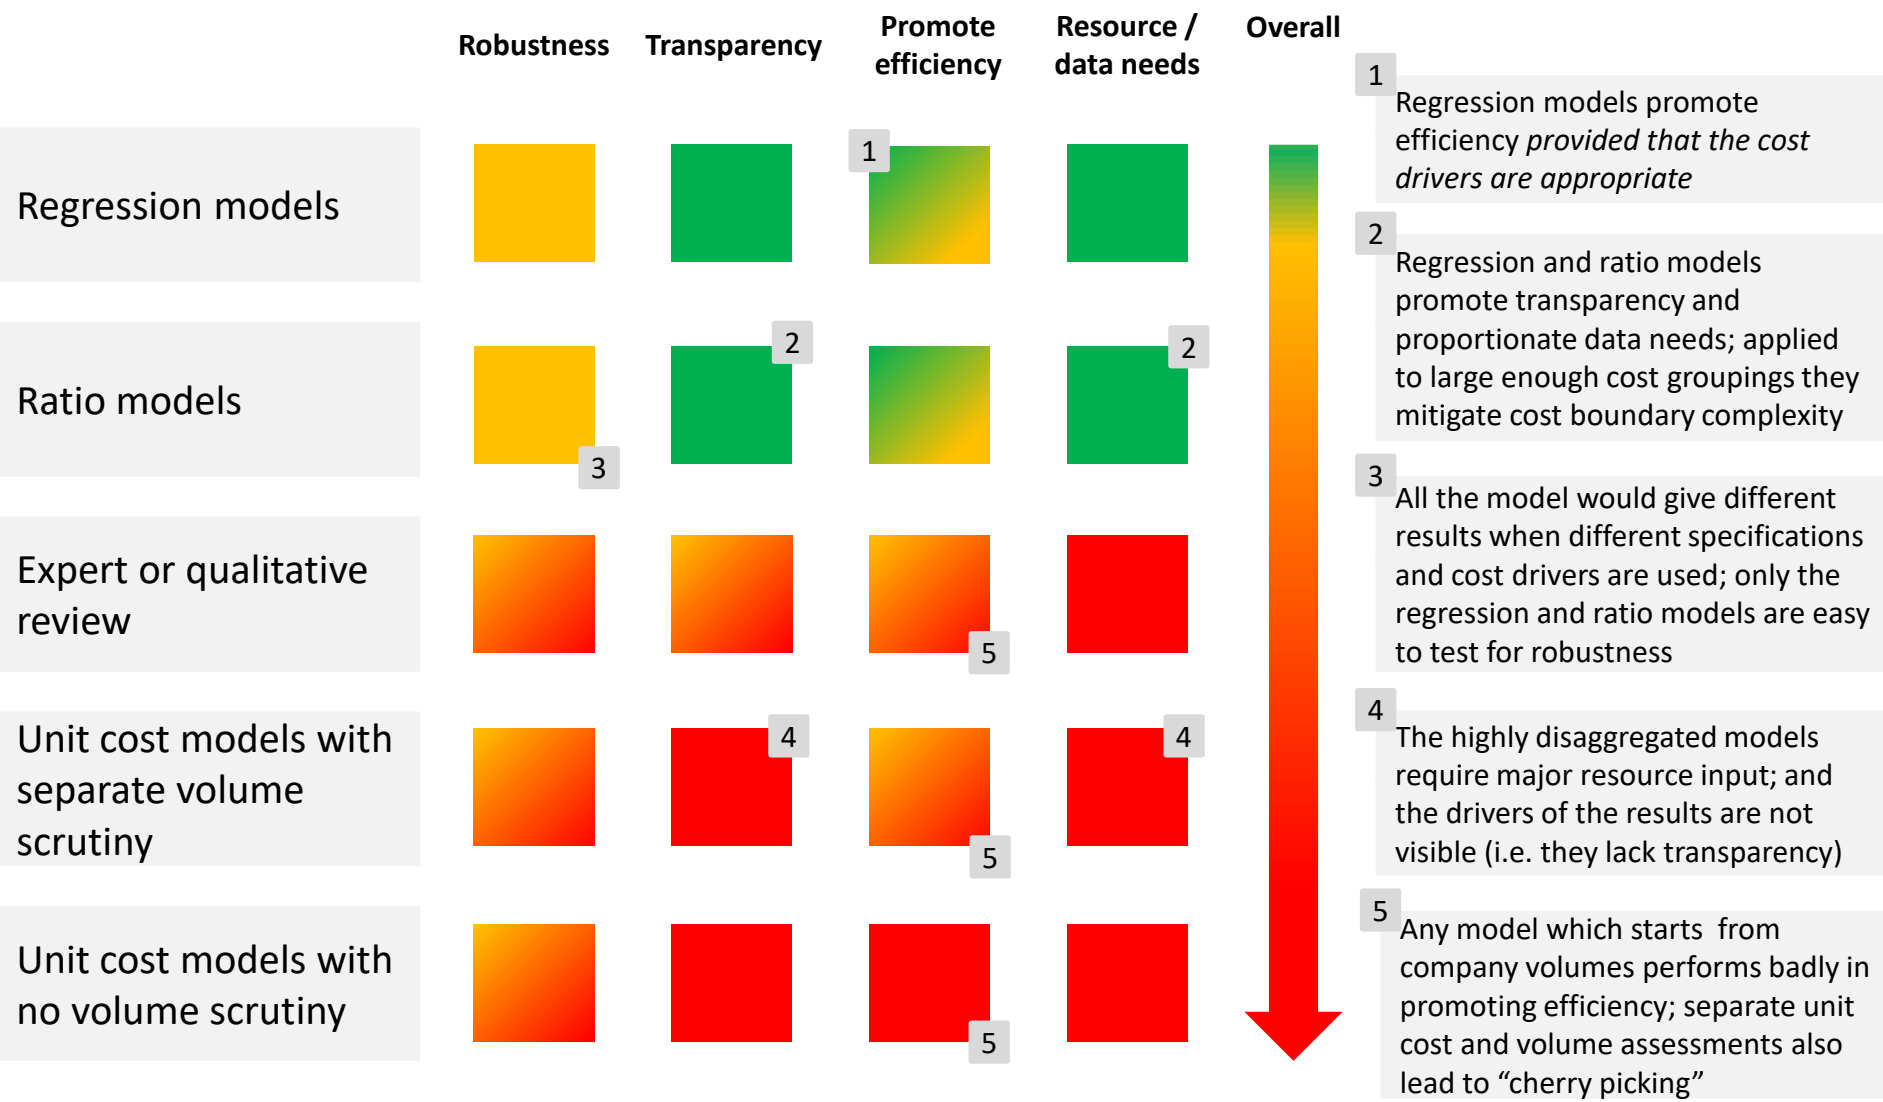 Robustness
Transparency
Promote
efficiency
Resource /
data needs
Overall
Regression models
1
Ratio models
2
2
3
Expert or qualitative
review
5
Unit cost models with
separate volume
scrutiny
4
4
5
Unit cost models with
no volume scrutiny
5
1
Regression models promote
efficiency provided that the cost
drivers are appropriate
2
Regression and ratio models
promote transparency and
proportionate data needs; applied
to large enough cost groupings they
mitigate cost boundary complexity
3
All the model would give different
results when different specifications
and cost drivers are used; only the
regression and ratio models are easy
to test for robustness
4
The highly disaggregated models
require major resource input; and
the drivers of the results are not
visible (i.e. they lack transparency)
5
Any model which starts  from
company volumes performs badly in
promoting efficiency; separate unit
cost and volume assessments also
lead to “cherry picking”